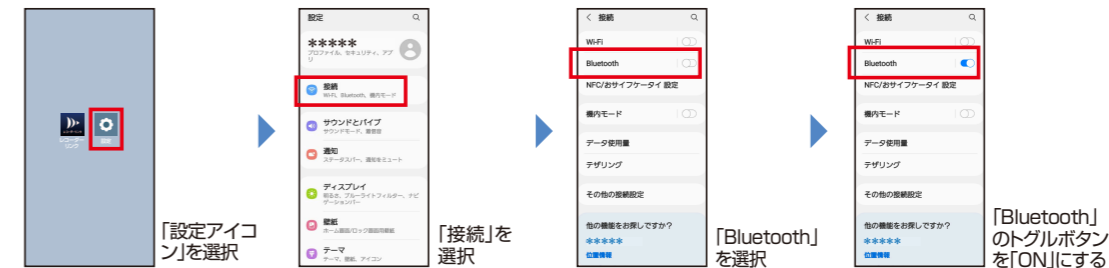 レコーダー
リンク
設定
「設定アイコ
ン」を選択
設定
*****
プロファイル、セキュリティ、アプ
リ
接続
Wi-Fi、Bluetooth、機内モード
サウンドとバイブ
サウンドモード、着信音
通知
ステータスバー、通知をミュート
ディスプレイ
明るさ、ブルーライトフィルター、ナビ
ゲーションバー
壁紙
ホーム画面/ロック画面用壁紙
テーマ
テーマ、壁紙、アイコン
「接続」を
選択
< 接続
Wi-Fi
Bluetooth
NFC/おサイフケータイ 設定
機内モード
データ使用量
テザリング
その他の接続設定
他の機能をお探しですか?
*****
位置情報
「Bluetooth」
を選択
< 接続
Wi-Fi
Bluetooth
NFC/おサイフケータイ 設定
機内モード
データ使用量
テザリング
その他の接続設定
他の機能をお探しですか?
*****
位置情報
「Bluetooth」
のトグルボタン
を「ON」にする